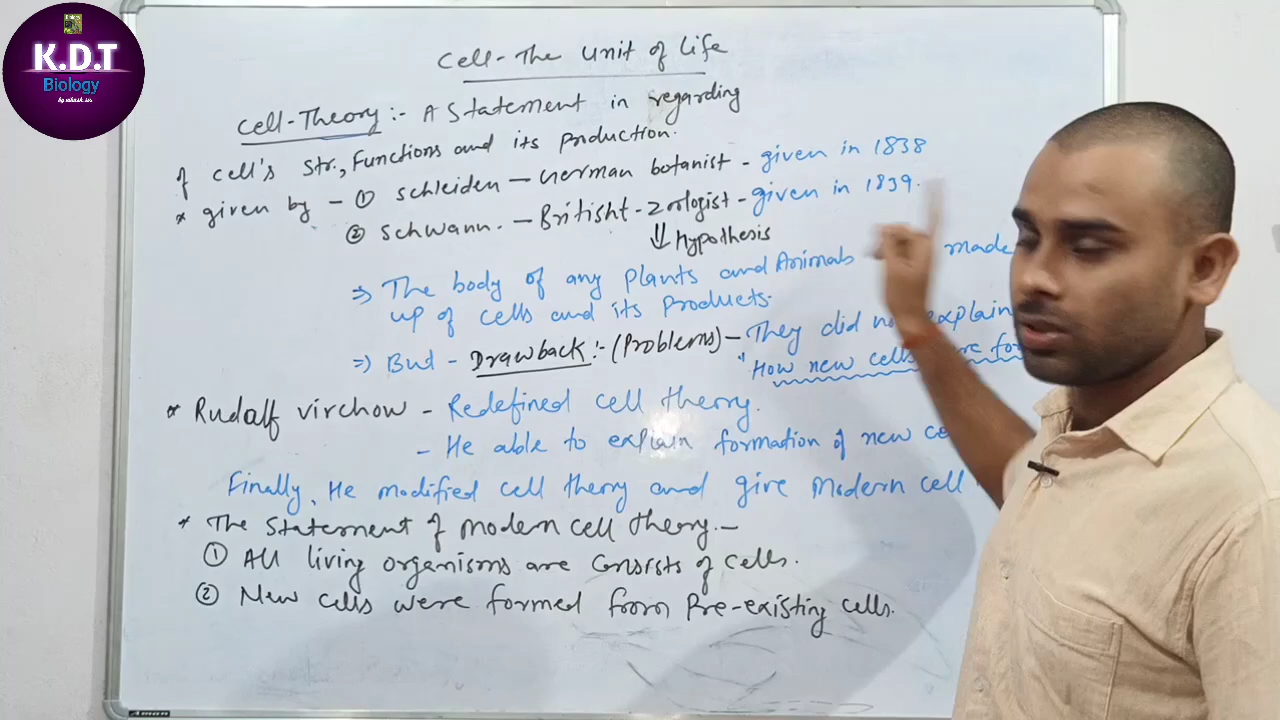 K.D.T
Biology
Cell-The Unit of Life
Cell-Theory:- A Statement in regarding
of cell's Str., Functions and its production.
* given by - ① Schleiden — German botanist - given in 1838
② Schwann. — Britisht - Zoologist - given in 1839.
⇓ Hypothesis
⇒ The body of any plants and Animals made
up of cells and its products.
⇒ But - Drawback:- (Problems) - They did explain
"How new cells
* Rudalf virchow - Redefined cell theory.
- He able to explain formation of new
Finally, He modified cell theory and give Modern cell
* The Statement of modern cell theory.-
① All living organisms are consists of cells.
② New cells were formed from Pre-existing cells.